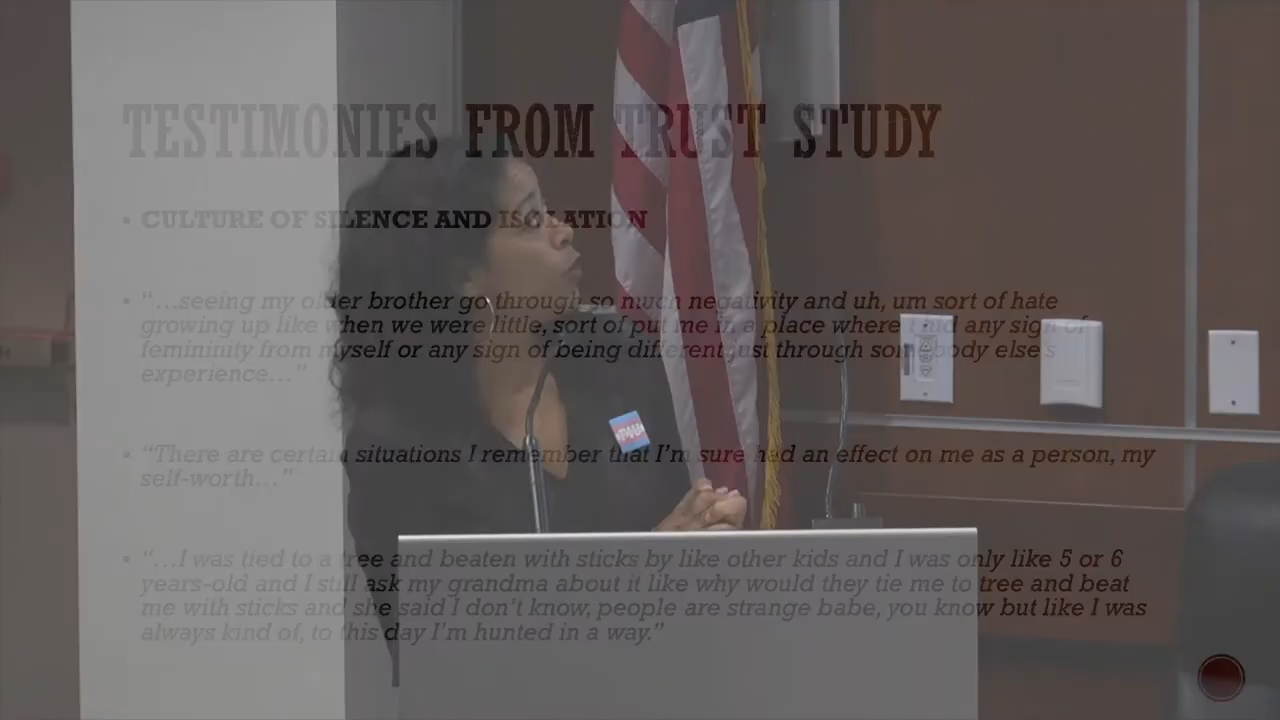 TESTIMONIES FROM TRUST STUDY
• CULTURE OF SILENCE AND ISOLATION
• “…seeing my older brother go through so much negativity and uh, um sort of hate
growing up like when we were little, sort of put me in a place where I hid any sign of
femininity from myself or any sign of being different just through somebody else’s
experience…”
• “There are certain situations I remember that I’m sure had an effect on me as a person, my
self-worth…”
• “…I was tied to a tree and beaten with sticks by like other kids and I was only like 5 or 6
years-old and I still ask my grandma about it like why would they tie me to tree and beat
me with sticks and she said I don’t know, people are strange babe, you know but like I was
always kind of, to this day I’m hunted in a way.”